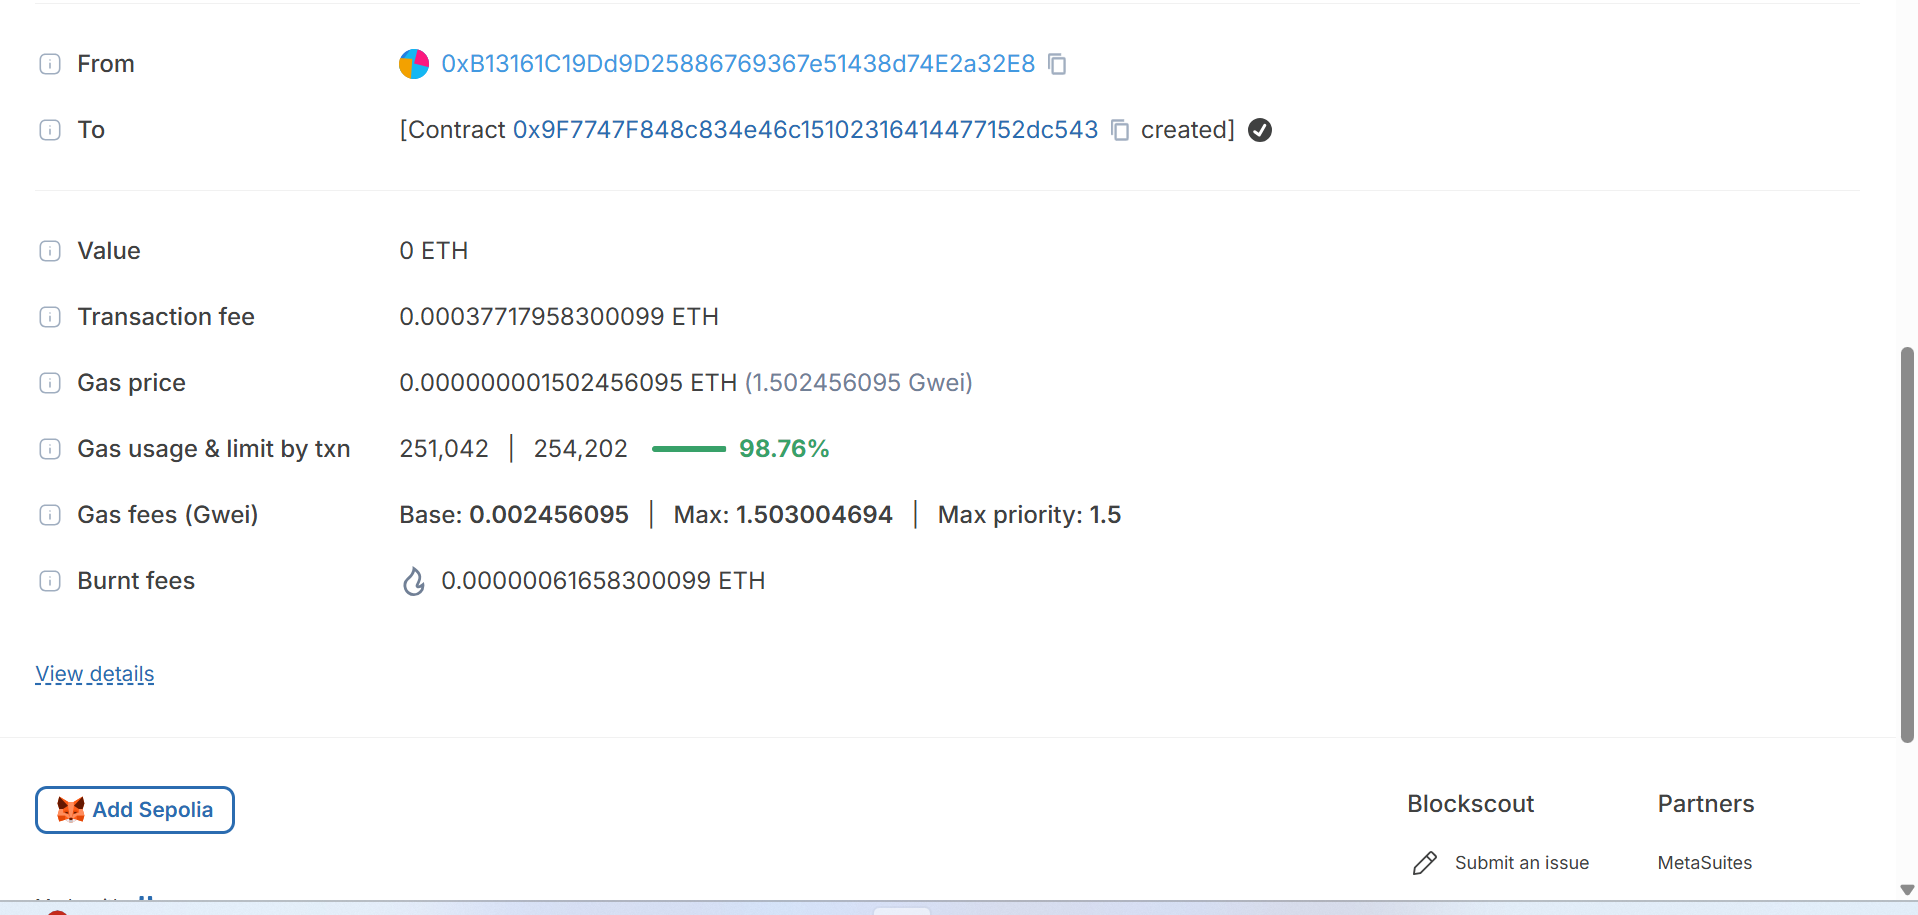 From 0xB13161C19Dd9D25886769367e51438d74E2a32E8
To [Contract 0x9F7747F848c834e46c15102316414477152dc543 created]
Value 0 ETH
Transaction fee 0.00037717958300099 ETH
Gas price 0.000000001502456095 ETH (1.502456095 Gwei)
Gas usage & limit by txn 251,042 | 254,202 98.76%
Gas fees (Gwei) Base: 0.002456095 | Max: 1.503004694 | Max priority: 1.5
Burnt fees 0.00000061658300099 ETH
View details
Add Sepolia
Blockscout Partners
Submit an issue MetaSuites